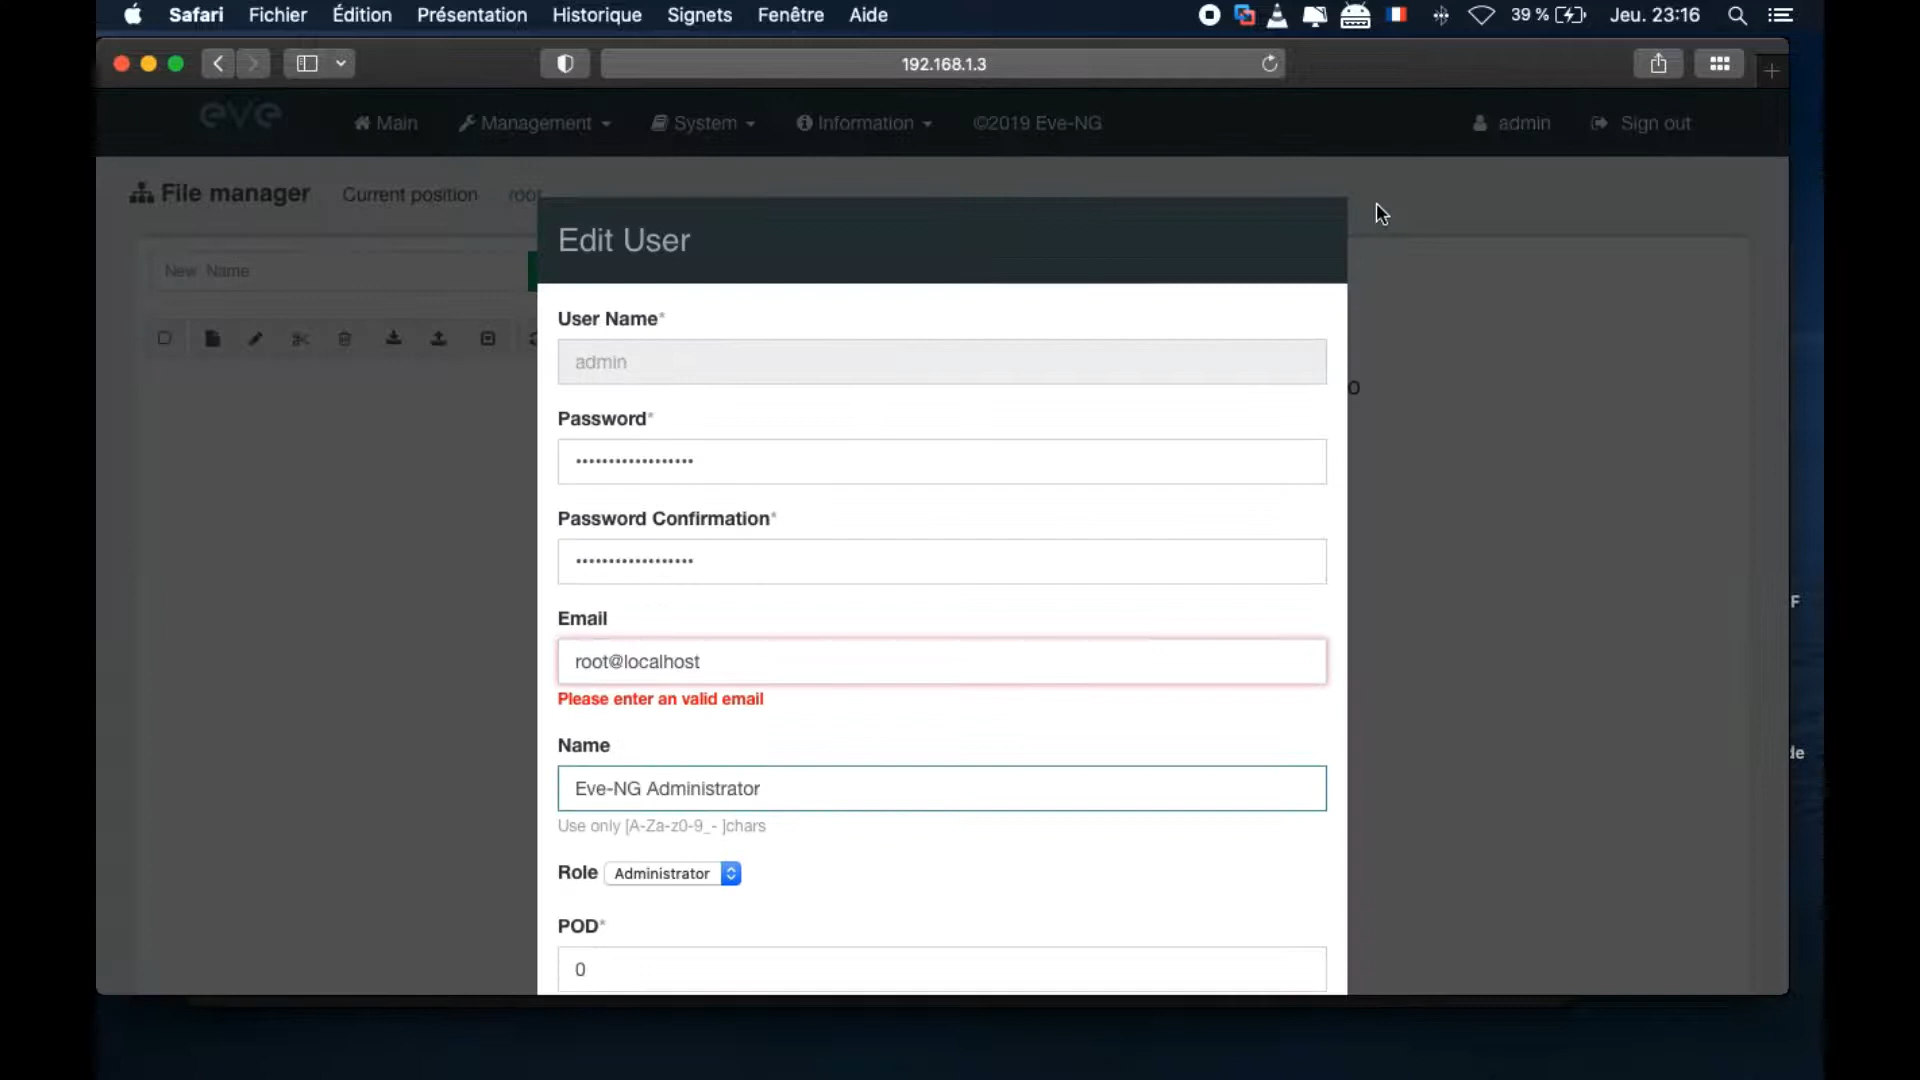 Safari Fichier Édition Présentation Historique Signets Fenêtre Aide 39 % Jeu. 23:16
192.168.1.3
eve Main Management System Information ©2019 Eve-NG admin Sign out
File manager Current position root
Edit User
New Name
User Name*
admin
o
Password*
••••••••••••••••••
Password Confirmation*
••••••••••••••••••
F
Email
root@localhost
Please enter an valid email
Name
de
Eve-NG Administrator
Use only [A-Za-z0-9_- ]chars
Role Administrator
POD*
0